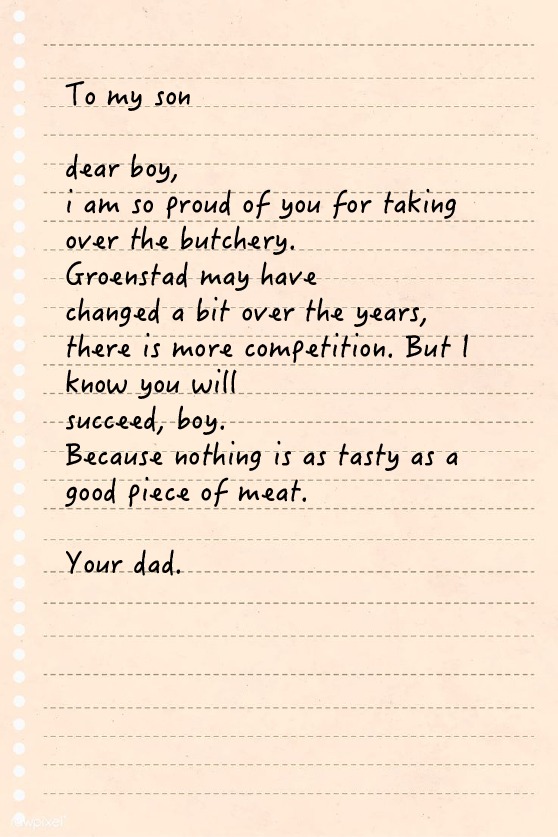 To my son
dear boy,
i am so proud of you for taking
over the butchery.
Groenstad may have
changed a bit over the years,
there is more competition. But I
know you will
succeed, boy.
Because nothing is as tasty as a
good piece of meat.
Your dad.
rawpixel